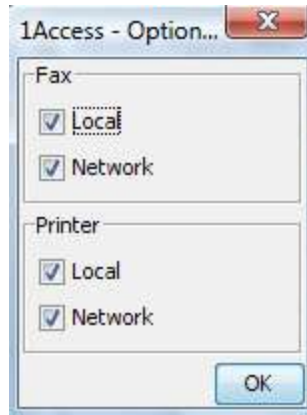 1Access - Option...
Fax
Local
Network
Printer
Local
Network
OK